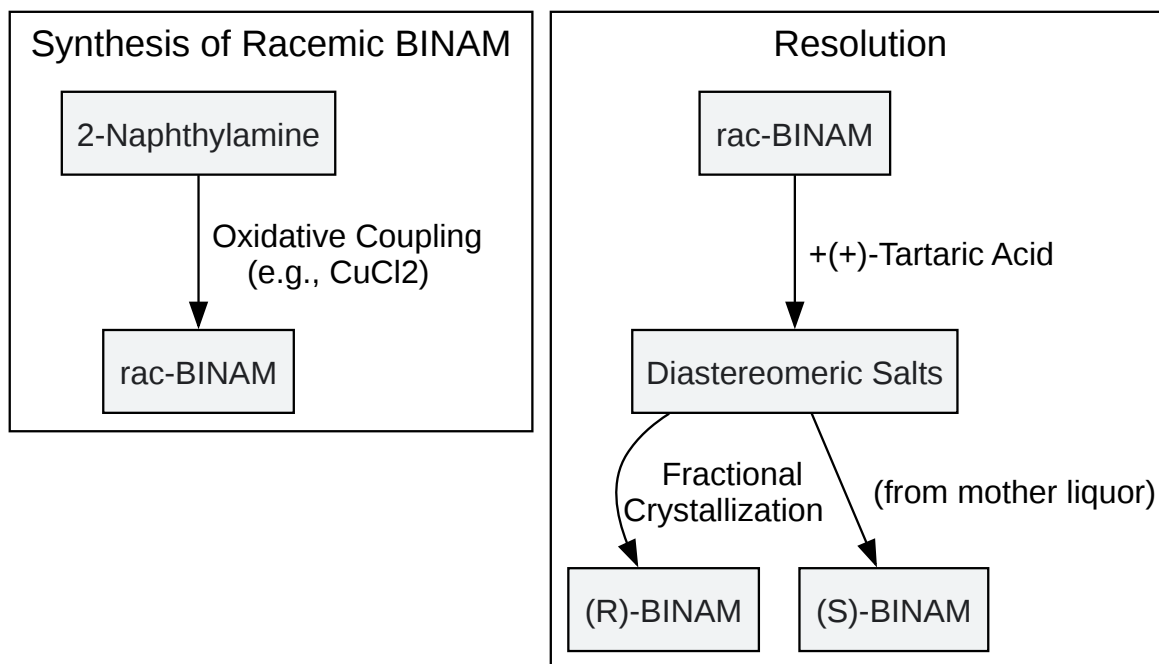 Synthesis of Racemic BINAM
2-Naphthylamine
Oxidative Coupling
(e.g., CuCl2)
rac-BINAM
Resolution
rac-BINAM
+(+)-Tartaric Acid
Diastereomeric Salts
Fractional
Crystallization
(from mother liquor)
(R)-BINAM
(S)-BINAM